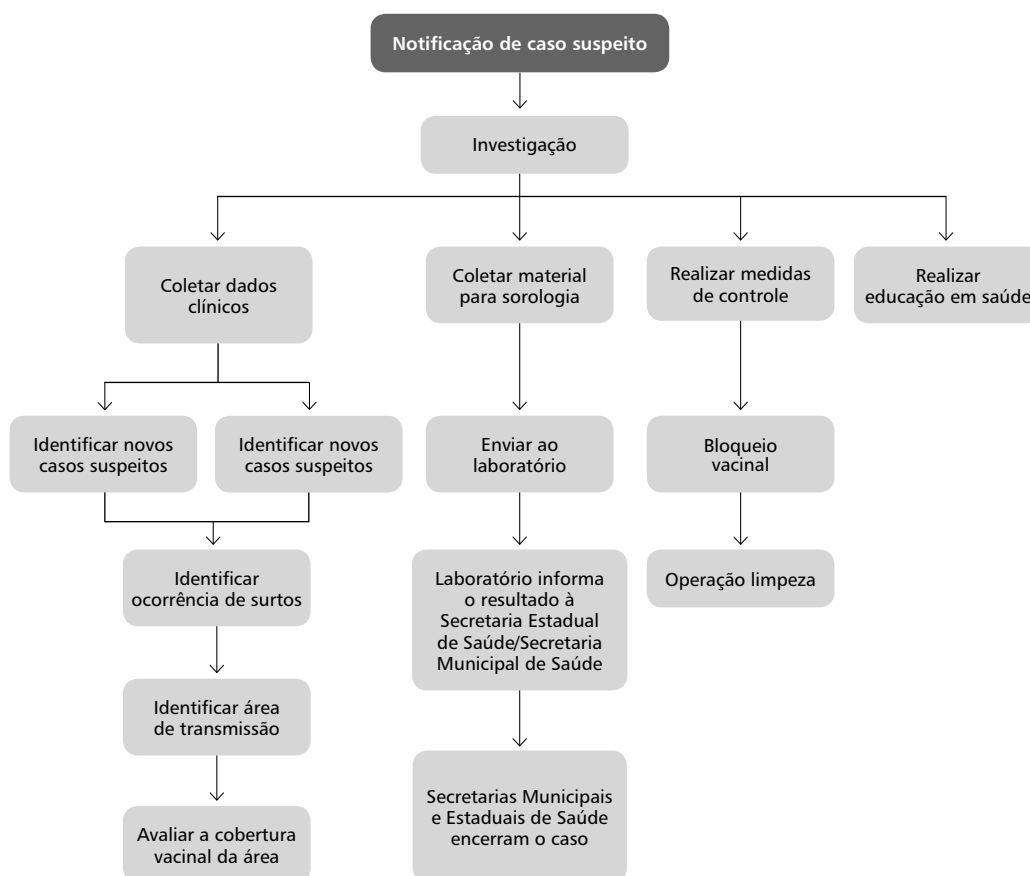 Notificação de caso suspeito
Investigação
Coletar dados
clínicos
Coletar material
para sorologia
Realizar medidas
de controle
Realizar
educação em saúde
Identificar novos
casos suspeitos
Identificar novos
casos suspeitos
Enviar ao
laboratório
Bloqueio
vacinal
Identificar
ocorrência de surtos
Laboratório informa
o resultado à
Secretaria Estadual
de Saúde/Secretaria
Municipal de Saúde
Operação limpeza
Identificar área
de transmissão
Secretarias Municipais
e Estaduais de Saúde
encerram o caso
Avaliar a cobertura
vacinal da área